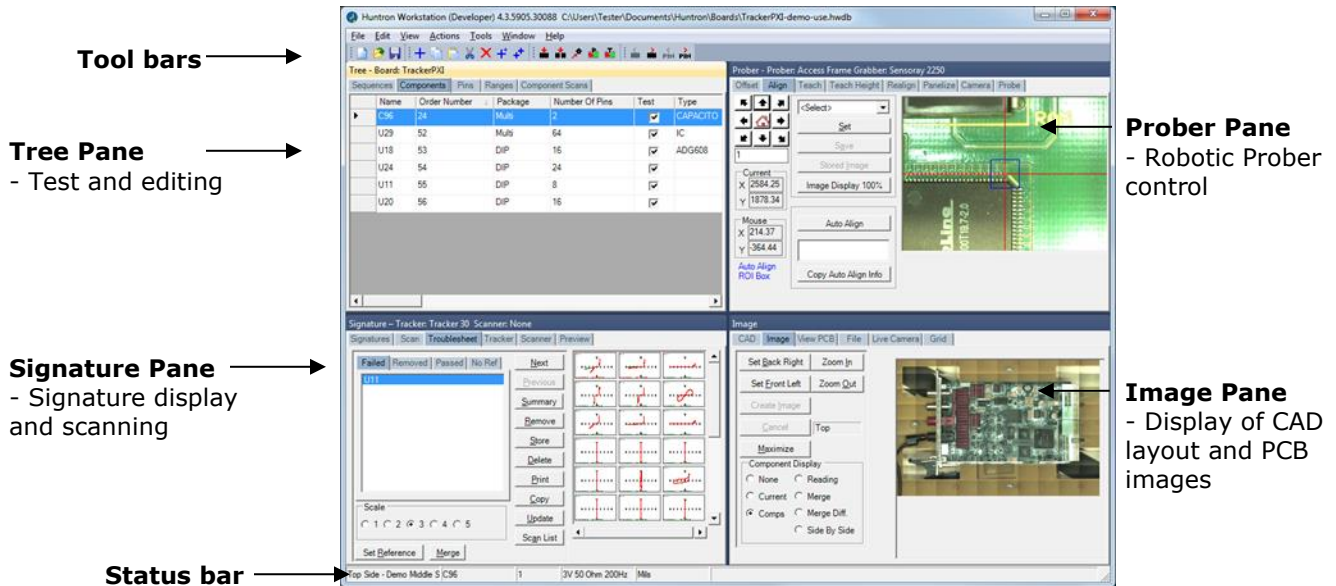 Huntron Workstation (Developer) 4.3.5905.30088 C:\Users\Tester\Documents\Huntron\Boards\TrackerPXI-demo-use.hwdb
File Edit View Actions Tools Window Help
Tool bars
Tree - Board: TrackerPXI
Sequences Components Pins Ranges Component Scans
Name Order Number Package Number Of Pins Test Type
C96 24 Multi 2 CAPACITO
U29 52 Multi 64 IC
U18 53 DIP 16 ADG608
U24 54 DIP 24
U11 55 DIP 8
U20 56 DIP 16
Tree Pane
- Test and editing
Prober - Prober: Access Frame Grabber: Sensoray 2250
Offset Align Teach Teach Height Realign Panelize Camera Probe
<Select>
Set
Save
Stored Image
Image Display 100%
1
Current
X 2584.25
Y 1878.34
Mouse
X 214.37
Y -364.44
Auto Align
ROI Box
Auto Align
Copy Auto Align Info
Prober Pane
- Robotic Prober
control
Signature – Tracker: Tracker 30 Scanner: None
Signatures Scan Troublesheet Tracker Scanner Preview
Failed Removed Passed No Ref
U11
Next
Previous
Summary
Remove
Store
Delete
Print
Copy
Update
Scan List
Scale
1 2 3 4 5
Set Reference Merge
Signature Pane
- Signature display
and scanning
Image
CAD Image View PCB File Live Camera Grid
Set Back Right Zoom In
Set Front Left Zoom Out
Create Image
Cancel Top
Maximize
Component Display
None Reading
Current Merge
Comps Merge Diff.
Side By Side
Image Pane
- Display of CAD
layout and PCB
images
Status bar
Top Side - Demo Middle S C96 1 3V 50 Ohm 200Hz Mils